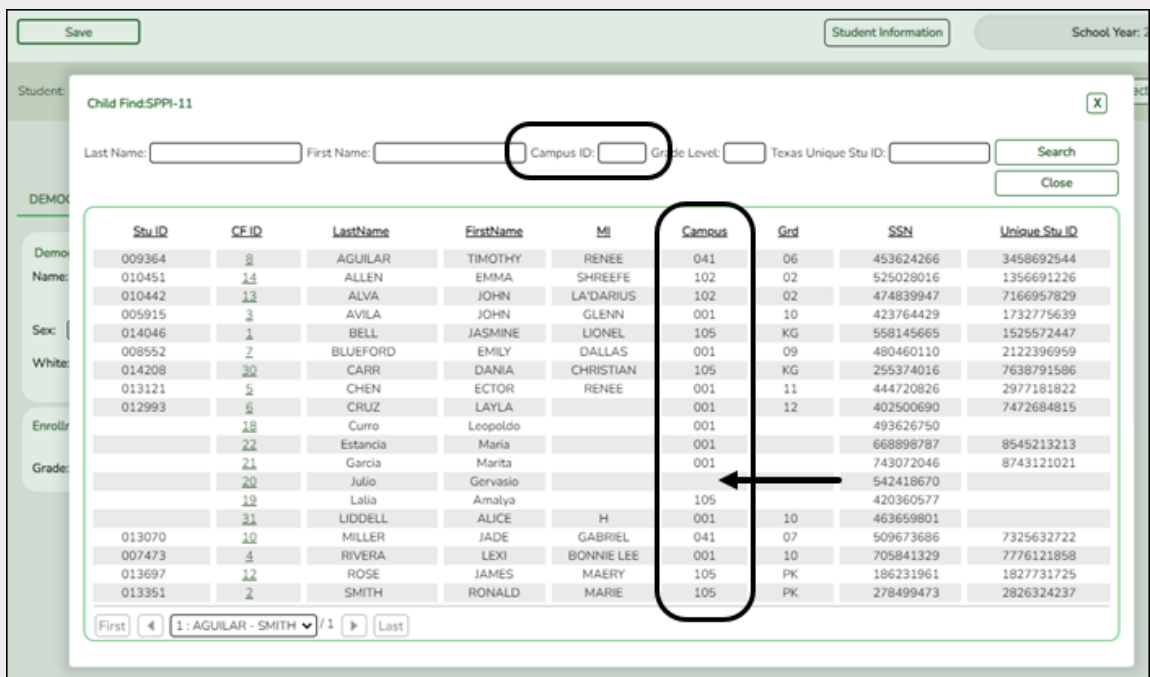 Save
Student Information
School Year: 2
Student:
Child Find:SPPI-11
X
Last Name:
First Name:
Campus ID:
Grade Level:
Texas Unique Stu ID:
Search
Close
DEMO
Stu ID CF ID LastName FirstName MI Campus Grd SSN Unique Stu ID
009364 8 AGUILAR TIMOTHY RENEE 041 06 453624266 3458692544
010451 14 ALLEN EMMA SHREEFE 102 02 525028016 1356691226
010442 13 ALVA JOHN LA'DARIUS 102 02 474839947 7166957829
005915 3 AVILA JOHN GLENN 001 10 423764429 1732775639
014046 1 BELL JASMINE LIONEL 105 KG 558145665 1525572447
008552 7 BLUEFORD EMILY DALLAS 001 09 480460110 2122396959
014208 30 CARR DANIA CHRISTIAN 105 KG 255374016 7638791586
013121 5 CHEN ECTOR RENEE 001 11 444720826 2977181822
012993 6 CRUZ LAYLA 001 12 402500690 7472684815
18 Curro Leopoldo 001 493626750
22 Estancia Maria 001 668898787 8545213213
21 Garcia Marita 001 743072046 8743121021
20 Julio Gervasio 542418670
19 Lalia Amalya 105 420360577
31 LIDDELL ALICE H 001 10 463659801
013070 10 MILLER JADE GABRIEL 041 07 509673686 7325632722
007473 4 RIVERA LEXI BONNIE LEE 001 10 705841329 7776121858
013697 12 ROSE JAMES MAERY 105 PK 186231961 1827731725
013351 2 SMITH RONALD MARIE 105 PK 278499473 2826324237
Demo
Name:
Sex:
White:
Enrollr
Grade:
First 1 : AGUILAR - SMITH / 1 Last